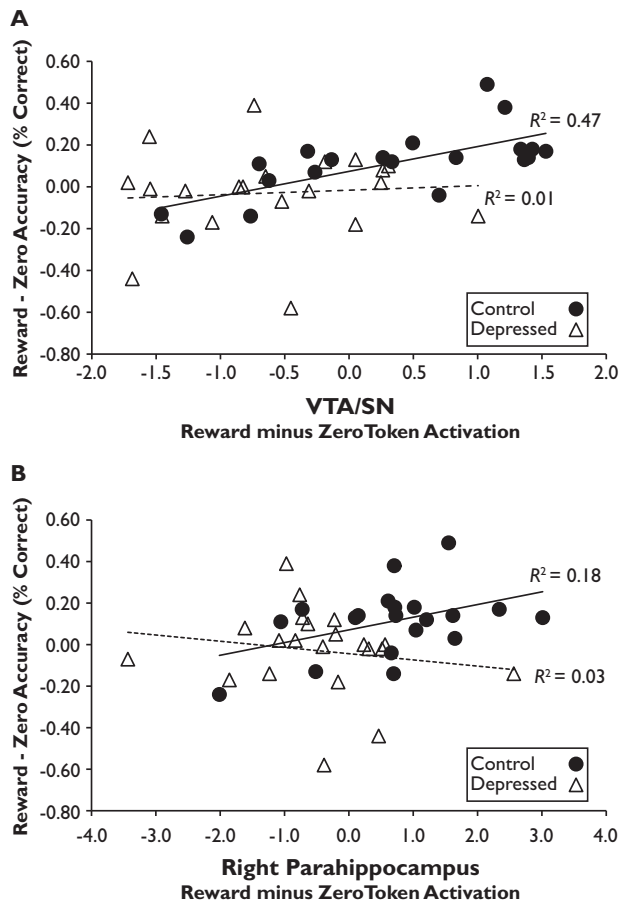 A
Reward - Zero Accuracy (% Correct)
0.60
0.40
0.20
0.00
-0.20
-0.40
-0.60
-0.80
R² = 0.47
R² = 0.01
Control
Depressed
-2.0 -1.5 -1.0 -0.5 0.0 0.5 1.0 1.5 2.0
VTA/SN
Reward minus ZeroToken Activation
B
Reward - Zero Accuracy (% Correct)
0.60
0.40
0.20
0.00
-0.20
-0.40
-0.60
-0.80
R² = 0.18
R² = 0.03
Control
Depressed
-4.0 -3.0 -2.0 -1.0 0.0 1.0 2.0 3.0 4.0
Right Parahippocampus
Reward minus ZeroToken Activation